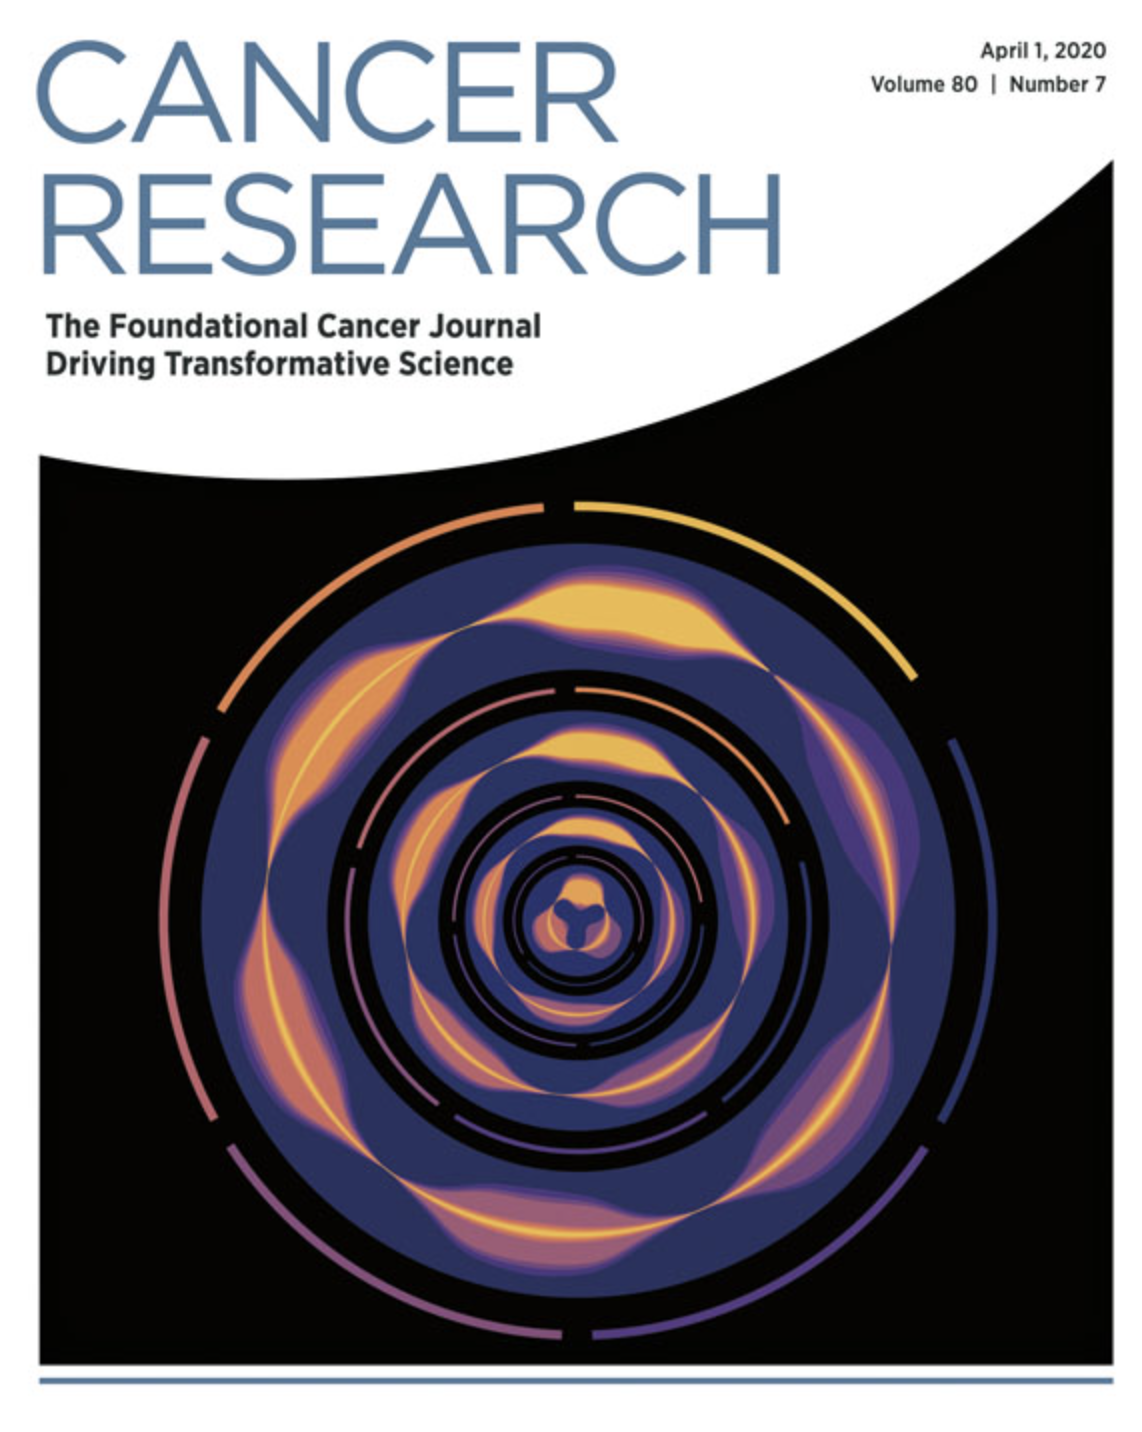 CANCER
RESEARCH
April 1, 2020
Volume 80 | Number 7
The Foundational Cancer Journal
Driving Transformative Science